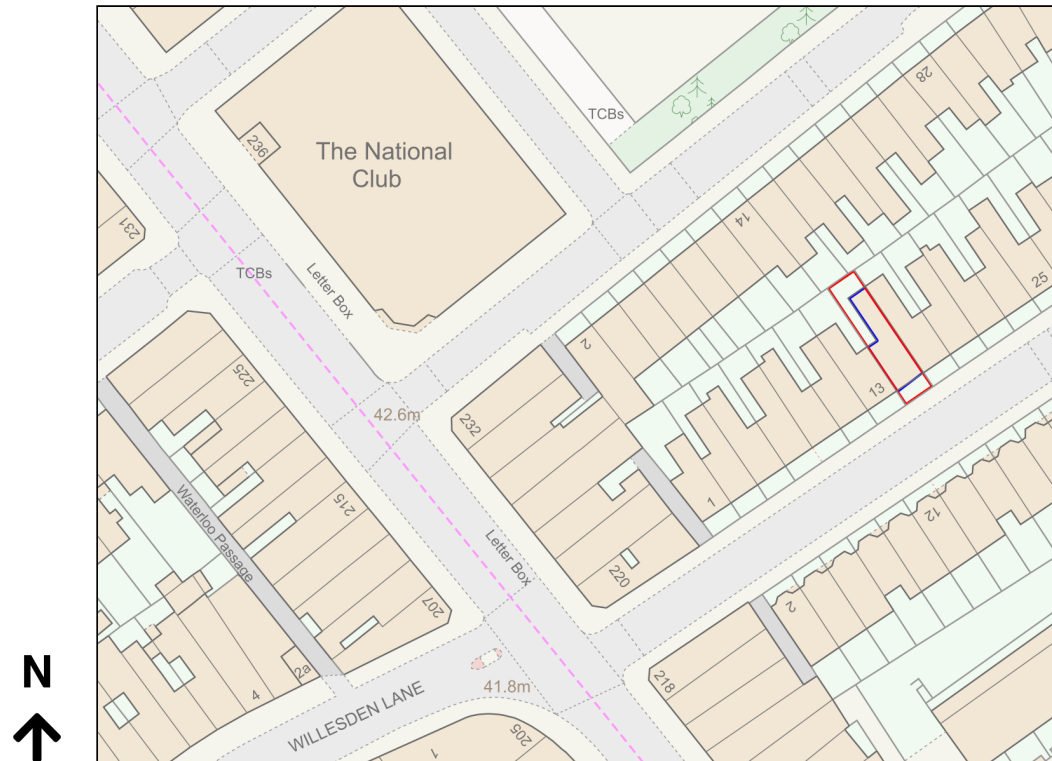 28
TCBs
236
The National
Club
14
231
TCBs
Letter Box
25
2
13
225
42.6m
232
1
215
Waterloo Passage
Letter Box
12
220
207
2
N
2a
218
4
41.8m
WILLESDEN LANE
205
1